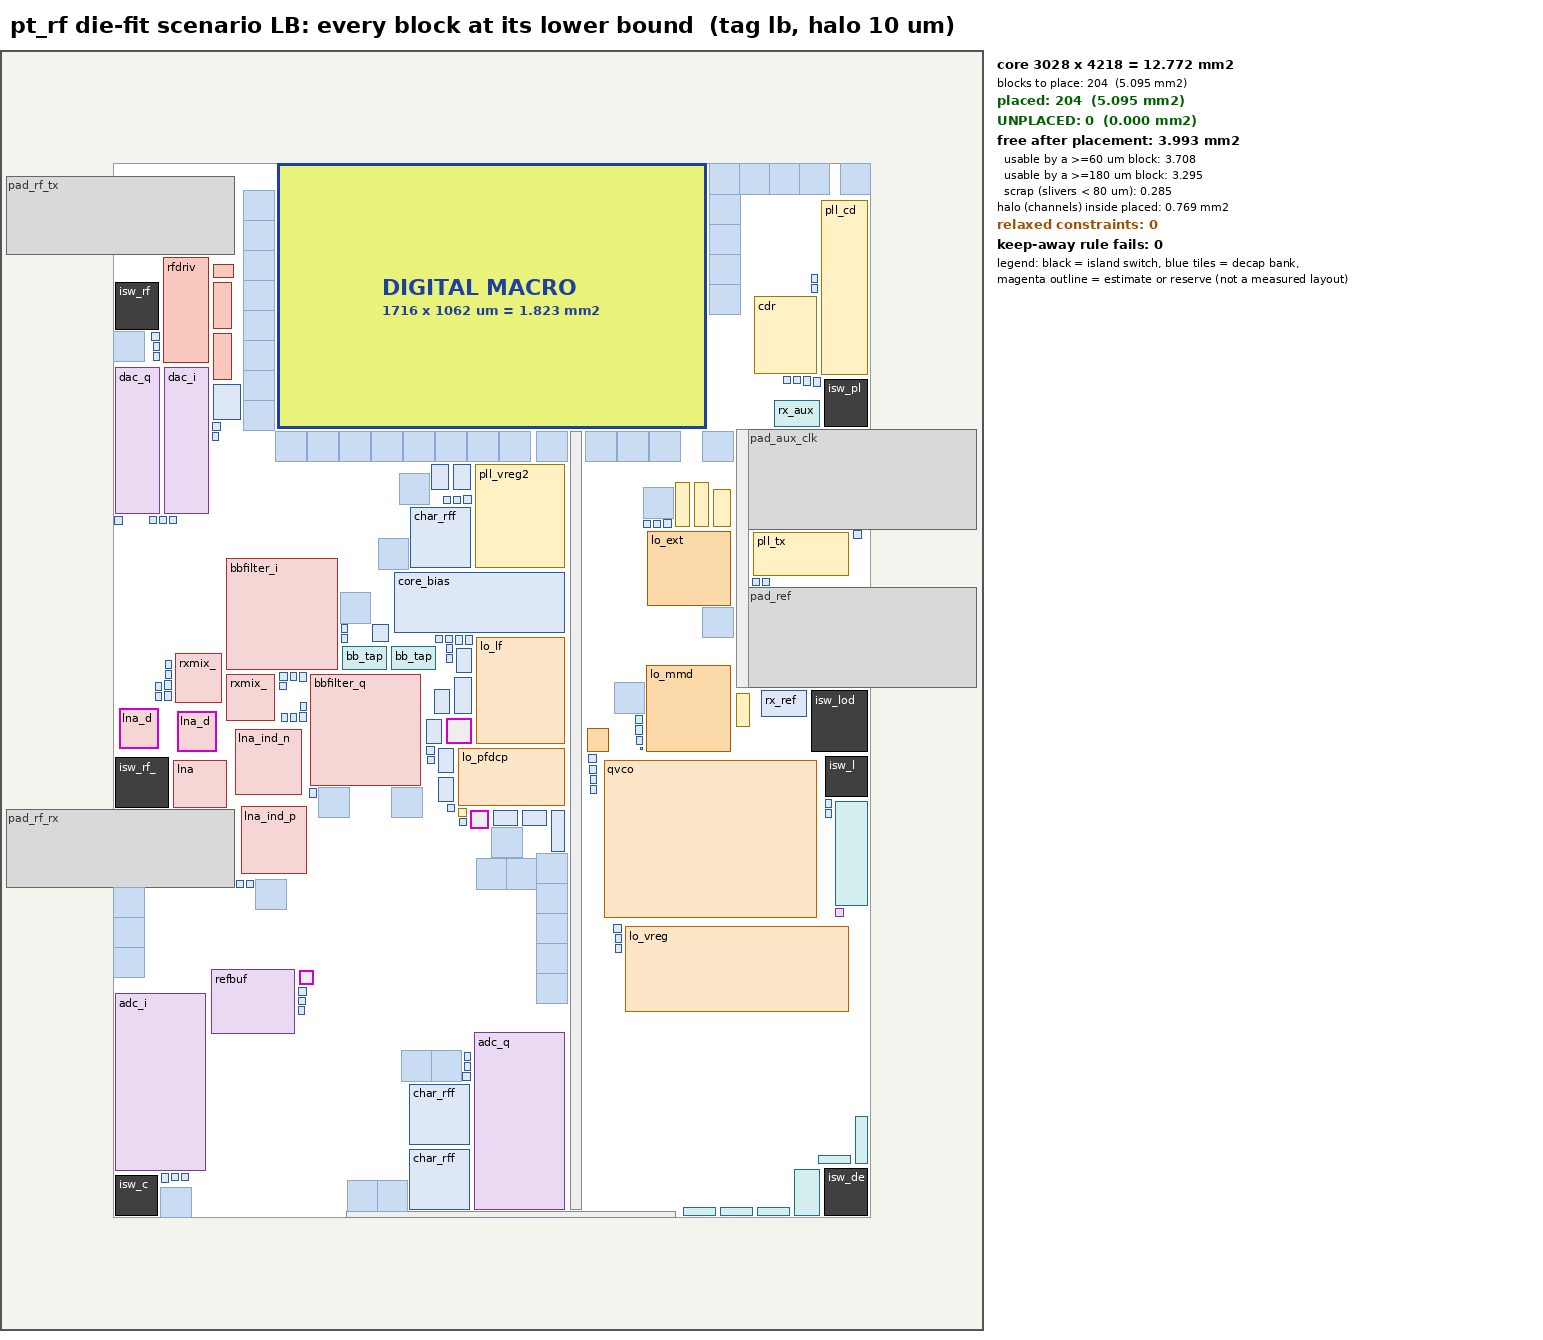 pt_rf die-fit scenario LB: every block at its lower bound  (tag lb, halo 10 um)
core 3028 x 4218 = 12.772 mm2
blocks to place: 204  (5.095 mm2)
placed: 204  (5.095 mm2)
UNPLACED: 0  (0.000 mm2)
free after placement: 3.993 mm2
usable by a >=60 um block: 3.708
usable by a >=180 um block: 3.295
scrap (slivers < 80 um): 0.285
halo (channels) inside placed: 0.769 mm2
relaxed constraints: 0
keep-away rule fails: 0
legend: black = island switch, blue tiles = decap bank,
magenta outline = estimate or reserve (not a measured layout)
pad_rf_tx
pll_cd
rfdriv
isw_rf
DIGITAL MACRO
1716 x 1062 um = 1.823 mm2
cdr
dac_q
dac_i
isw_pl
rx_aux
pad_aux_clk
pll_vreg2
char_rff
lo_ext
pll_tx
bbfilter_i
core_bias
pad_ref
lo_lf
bb_tap
bb_tap
rxmix_
rxmix_
bbfilter_q
lo_mmd
rx_ref
isw_lod
lna_d
lna_d
lna_ind_n
lo_pfdcp
isw_rf_
lna
qvco
isw_l
pad_rf_rx
lna_ind_p
lo_vreg
refbuf
adc_i
adc_q
char_rff
char_rff
isw_c
isw_de